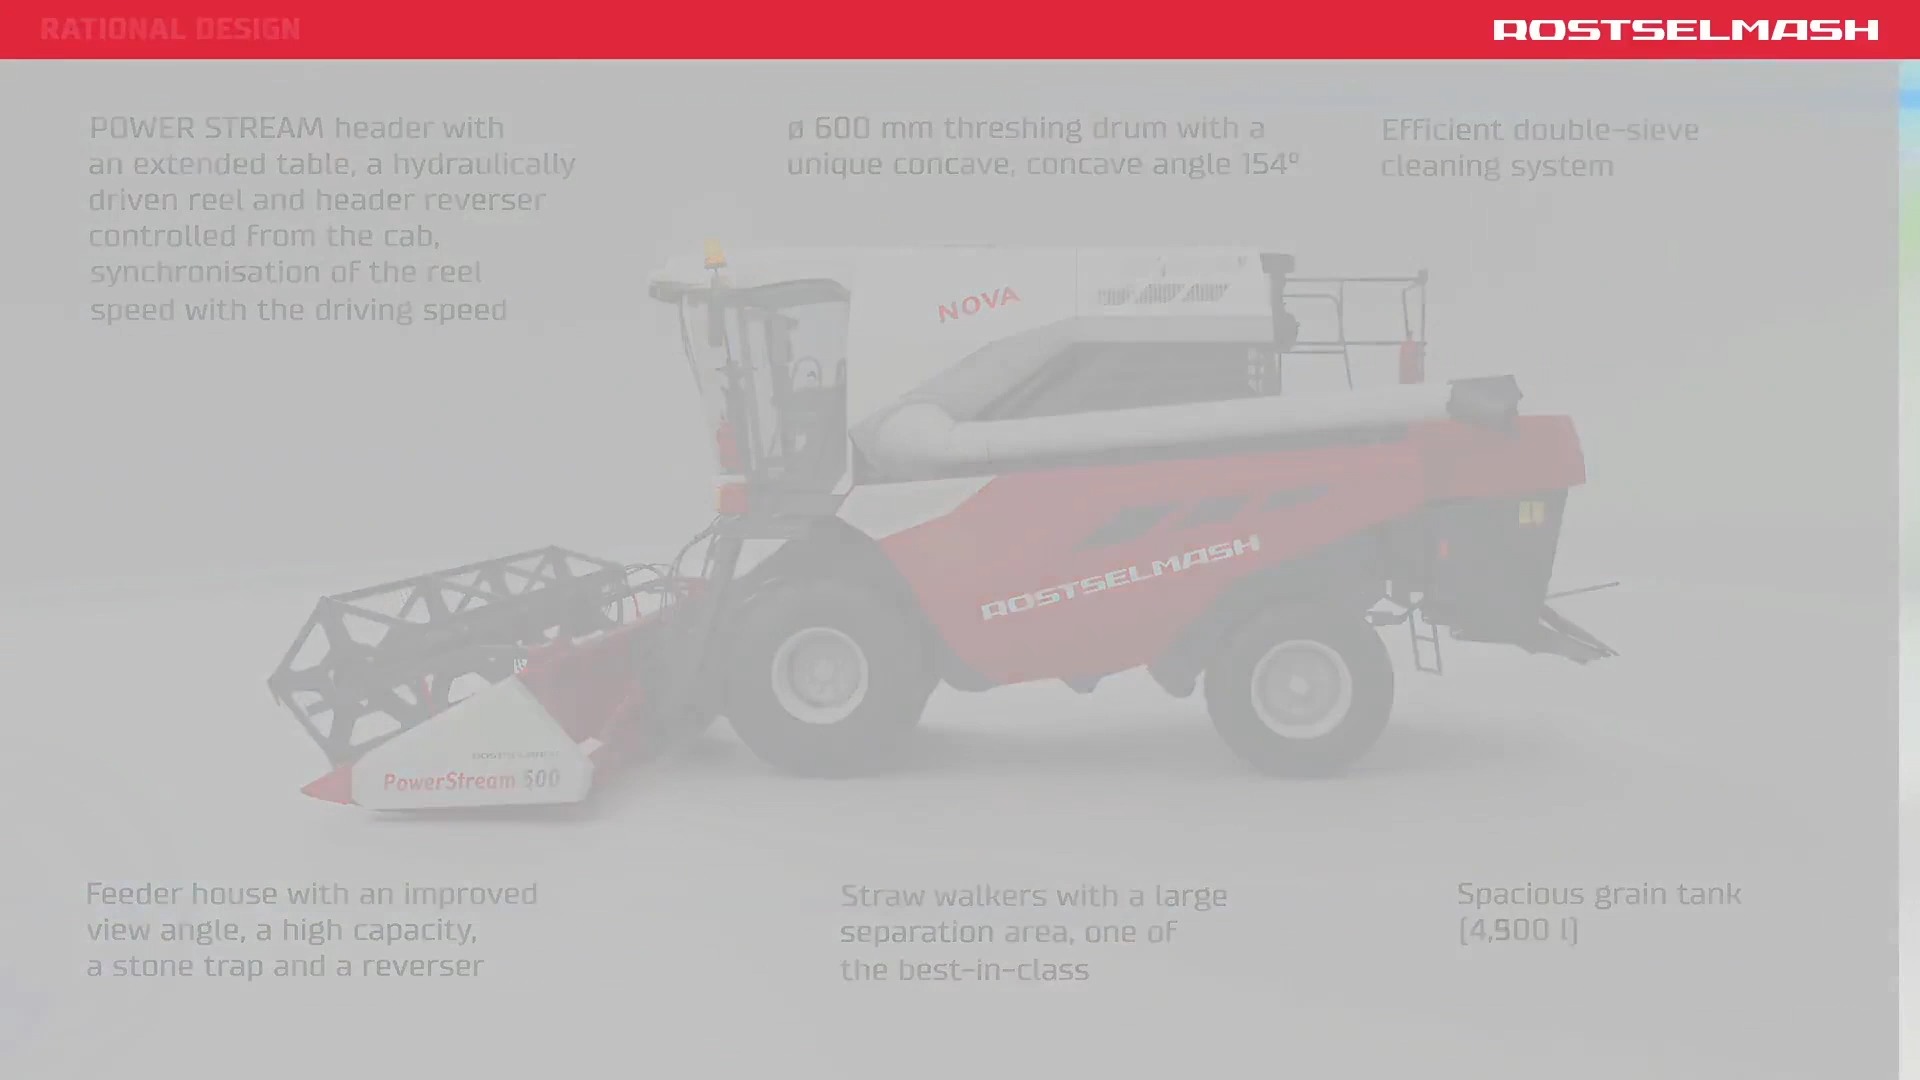 RATIONAL DESIGN
ROSTSELMASH
POWER STREAM header with
an extended table, a hydraulically
driven reel and header reverser
controlled from the cab,
synchronisation of the reel
speed with the driving speed
ø 600 mm threshing drum with a
unique concave, concave angle 154º
Efficient double-sieve
cleaning system
NOVA
ROSTSELMASH
ROSTSELMASH
PowerStream 500
Feeder house with an improved
view angle, a high capacity,
a stone trap and a reverser
Straw walkers with a large
separation area, one of
the best-in-class
Spacious grain tank
(4,500 l)